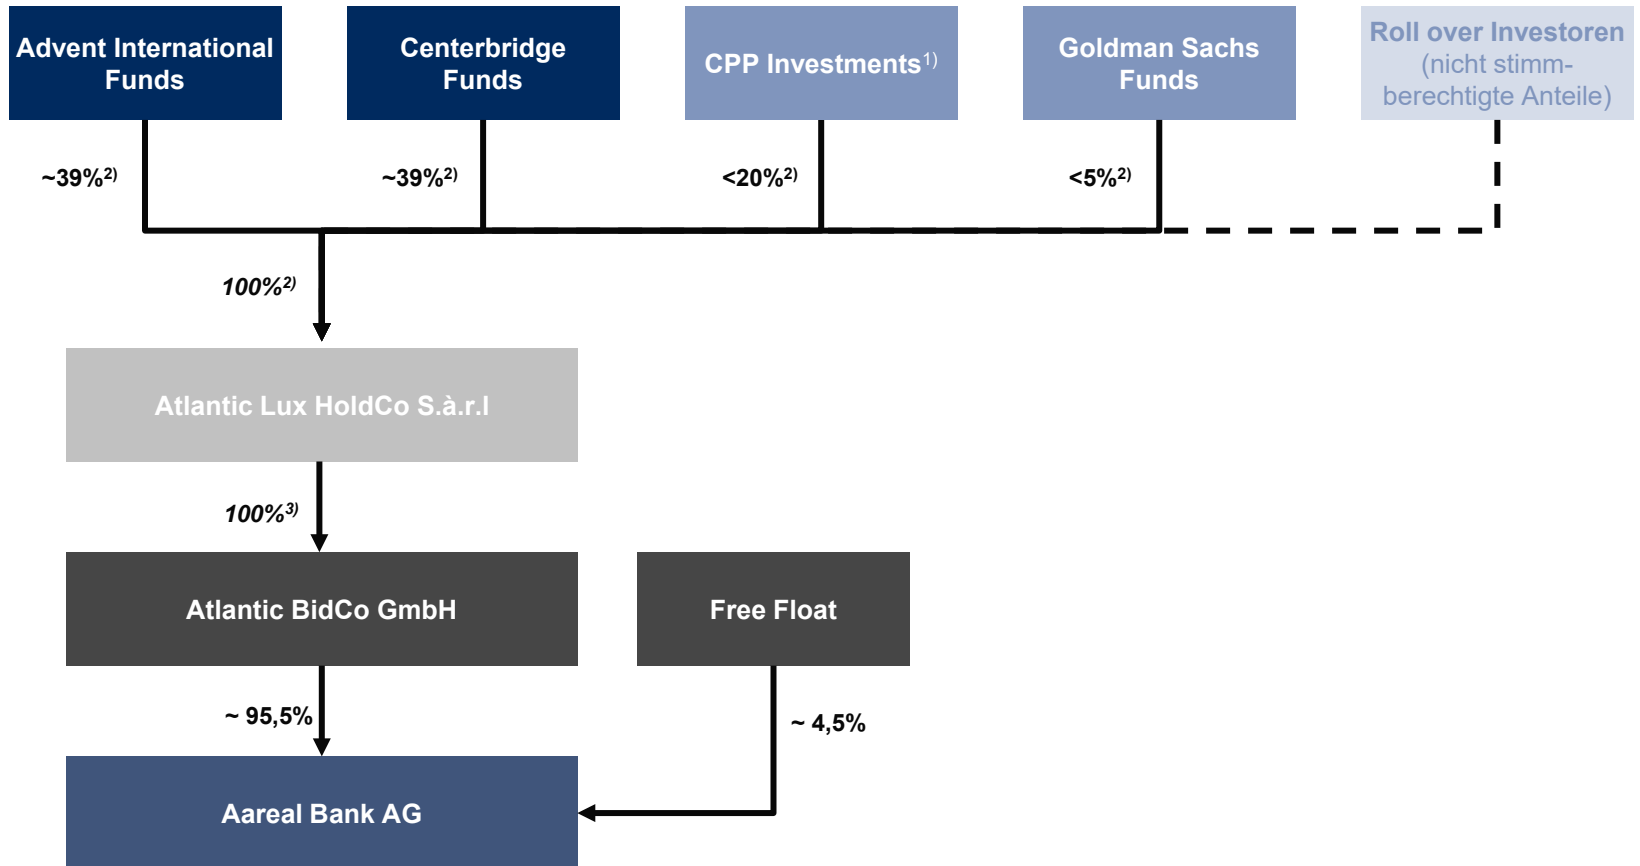 Advent International
Funds
Centerbridge
Funds
CPP Investments1)
Goldman Sachs
Funds
Roll over Investoren
(nicht stimm-
berechtigte Anteile)
~39%2)
~39%2)
<20%2)
<5%2)
100%2)
Atlantic Lux HoldCo S.à.r.l
100%3)
Atlantic BidCo GmbH
Free Float
~ 95,5%
~ 4,5%
Aareal Bank AG